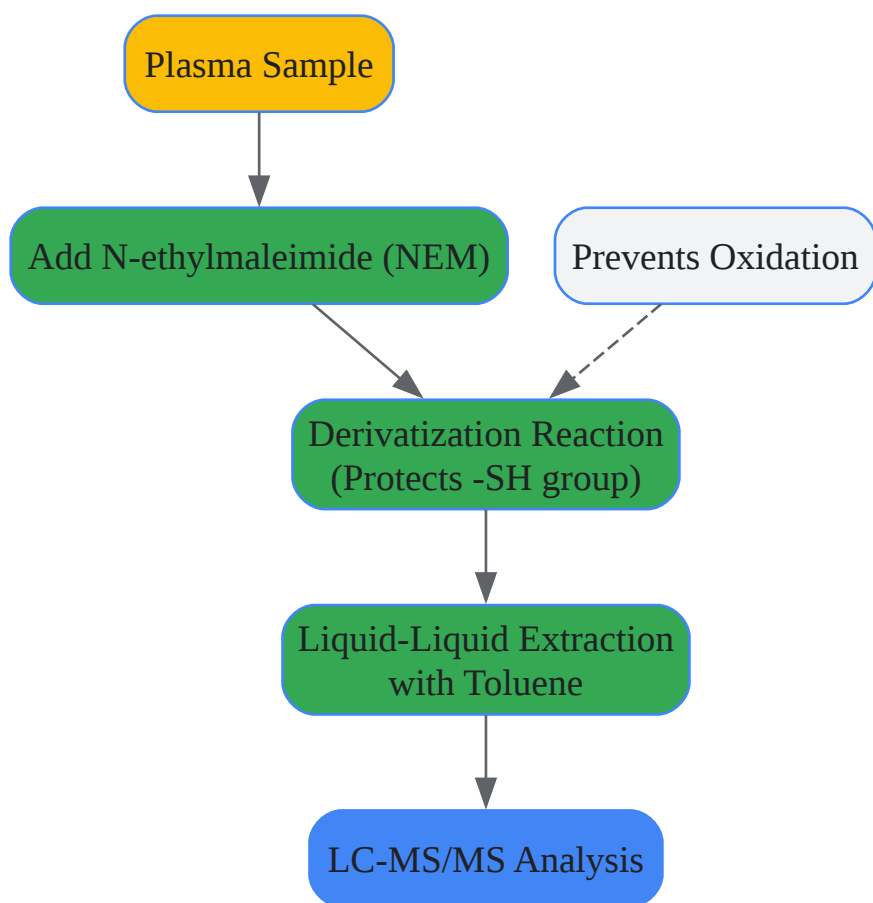 Plasma Sample
Add N-ethylmaleimide (NEM)
Prevents Oxidation
Derivatization Reaction
(Protects -SH group)
Liquid-Liquid Extraction
with Toluene
LC-MS/MS Analysis